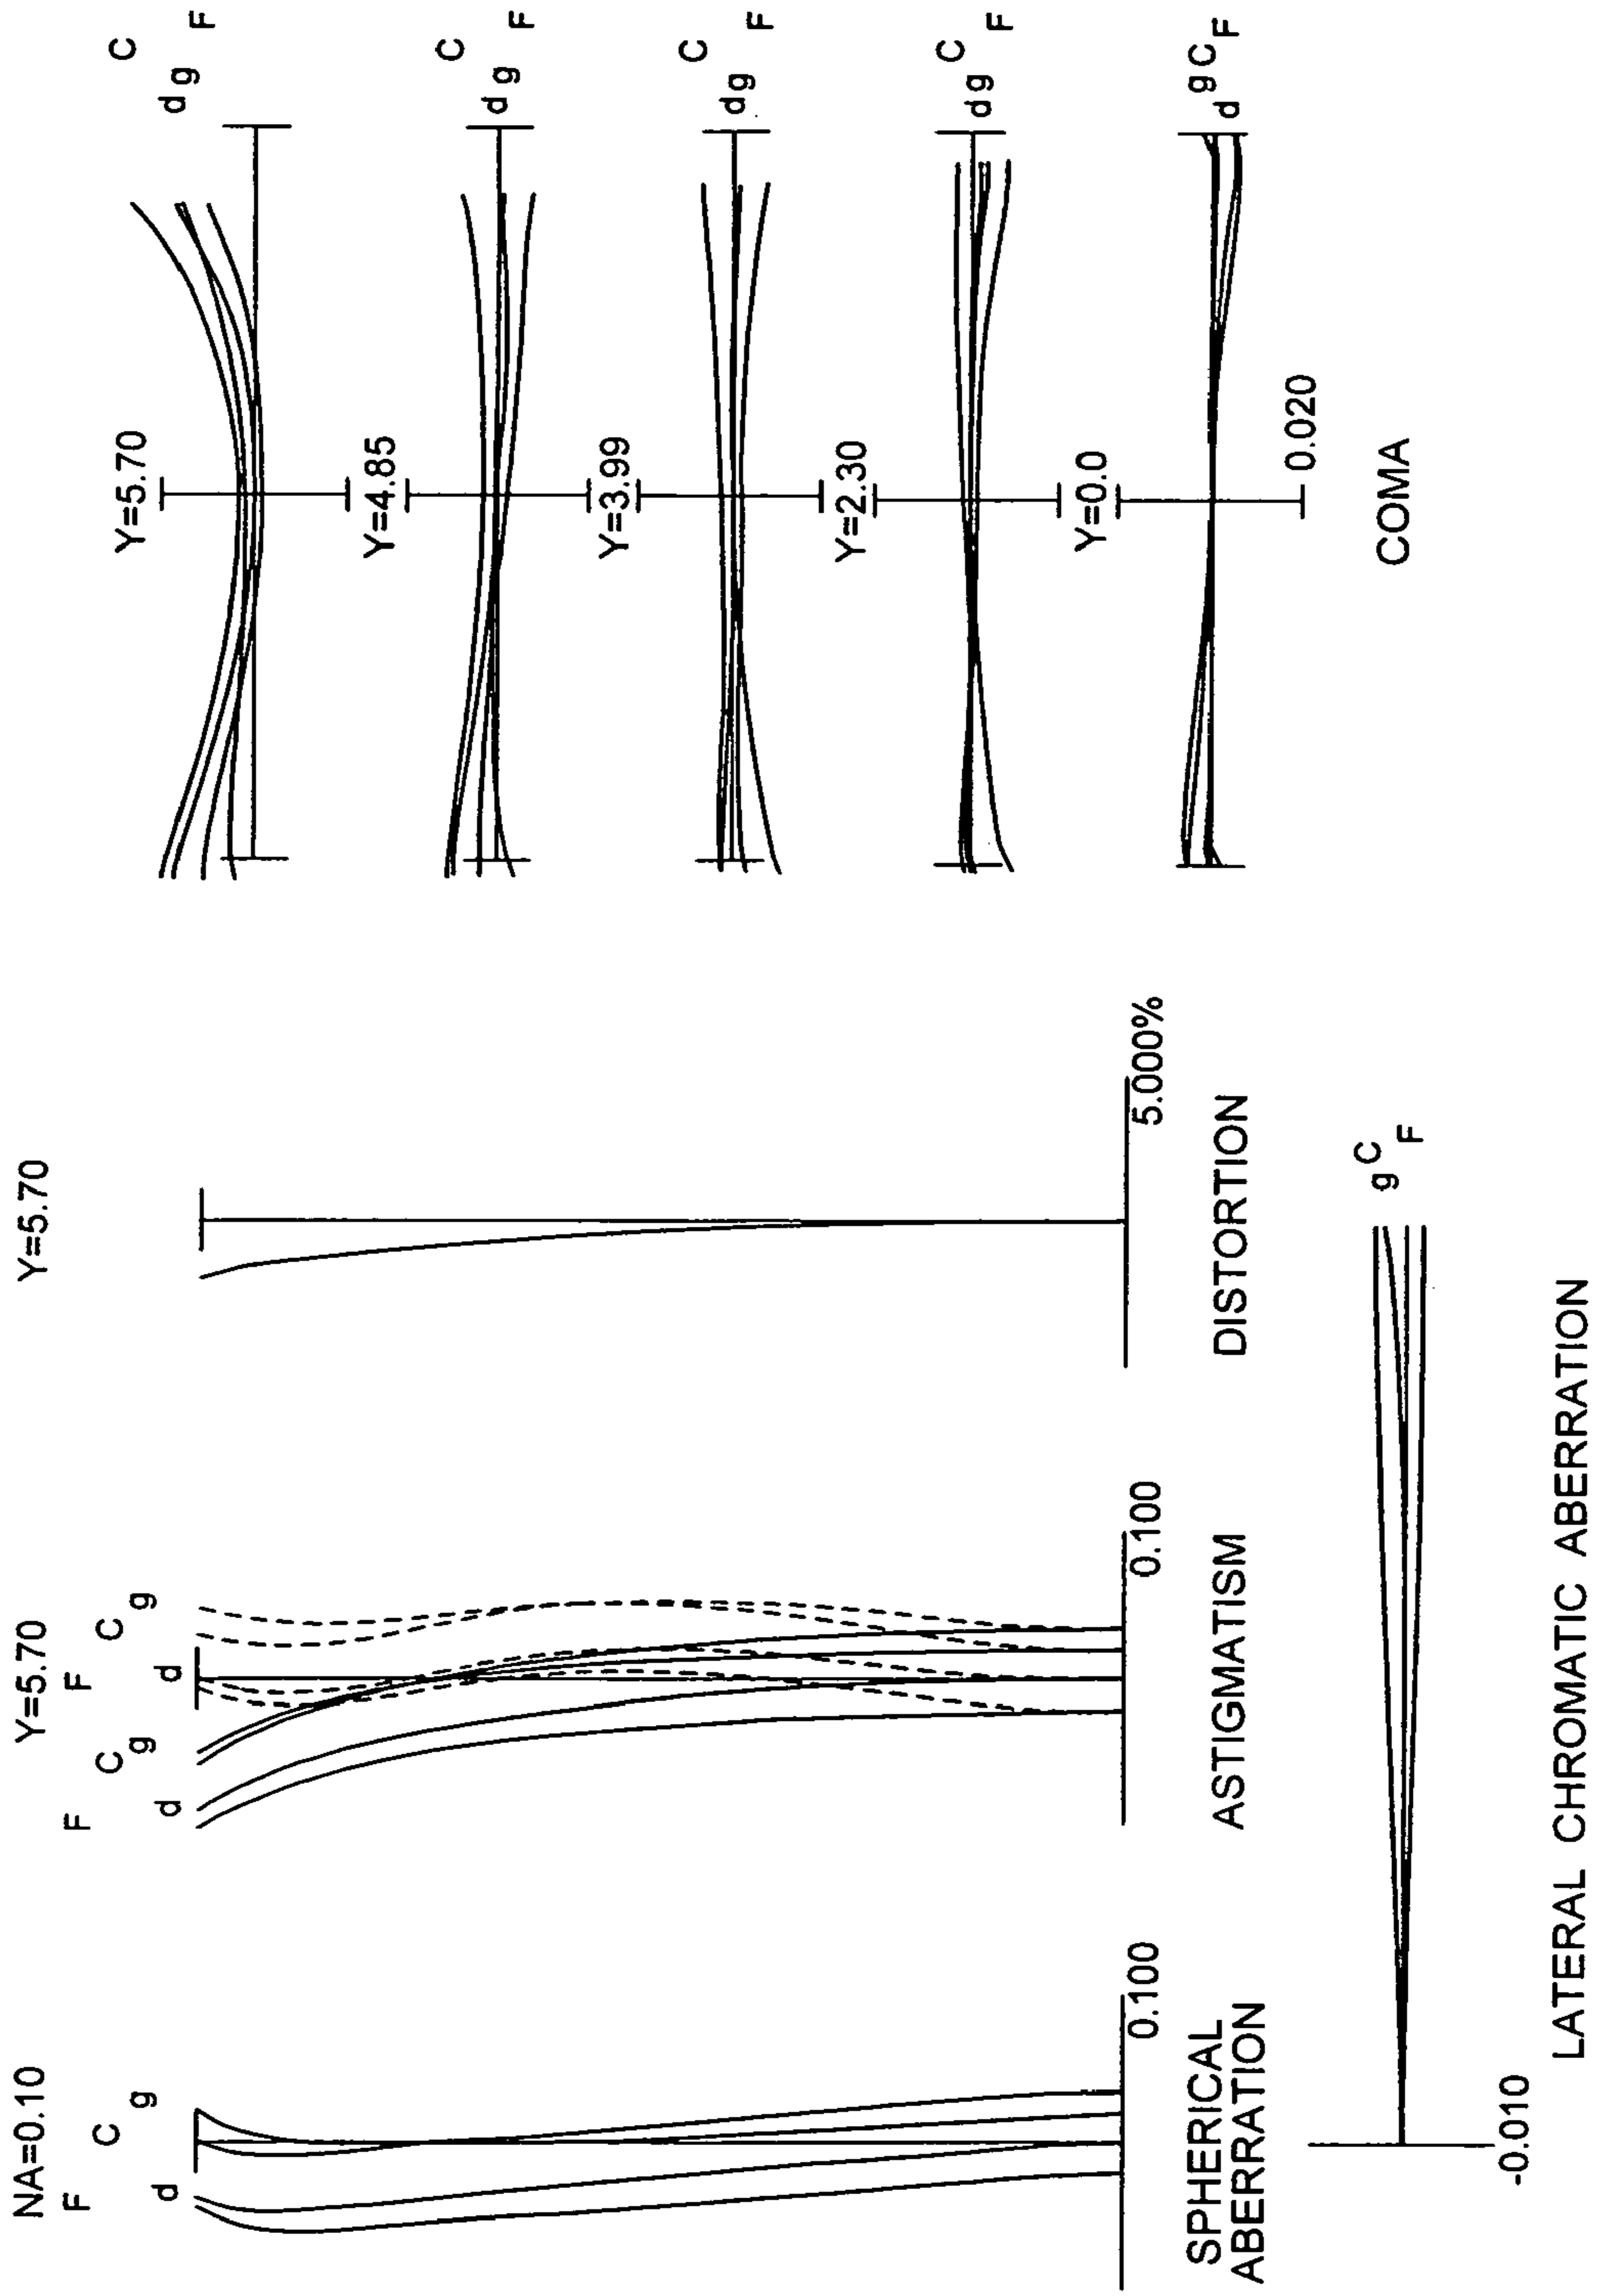 NA=0.10
F
C
d
g
0.100
SPHERICAL
ABERRATION
Y=5.70
F
F
C
C
d
g
d
g
0.100
ASTIGMATISM
Y=5.70
5.000%
DISTORTION
Y=5.70
C
d g
F
Y=4.85
C
d g
F
Y=3.99
C
d g
F
Y=2.30
C
d g
F
Y=0.0
g C
d F
0.020
COMA
-0.010
g C
F
LATERAL CHROMATIC ABERRATION